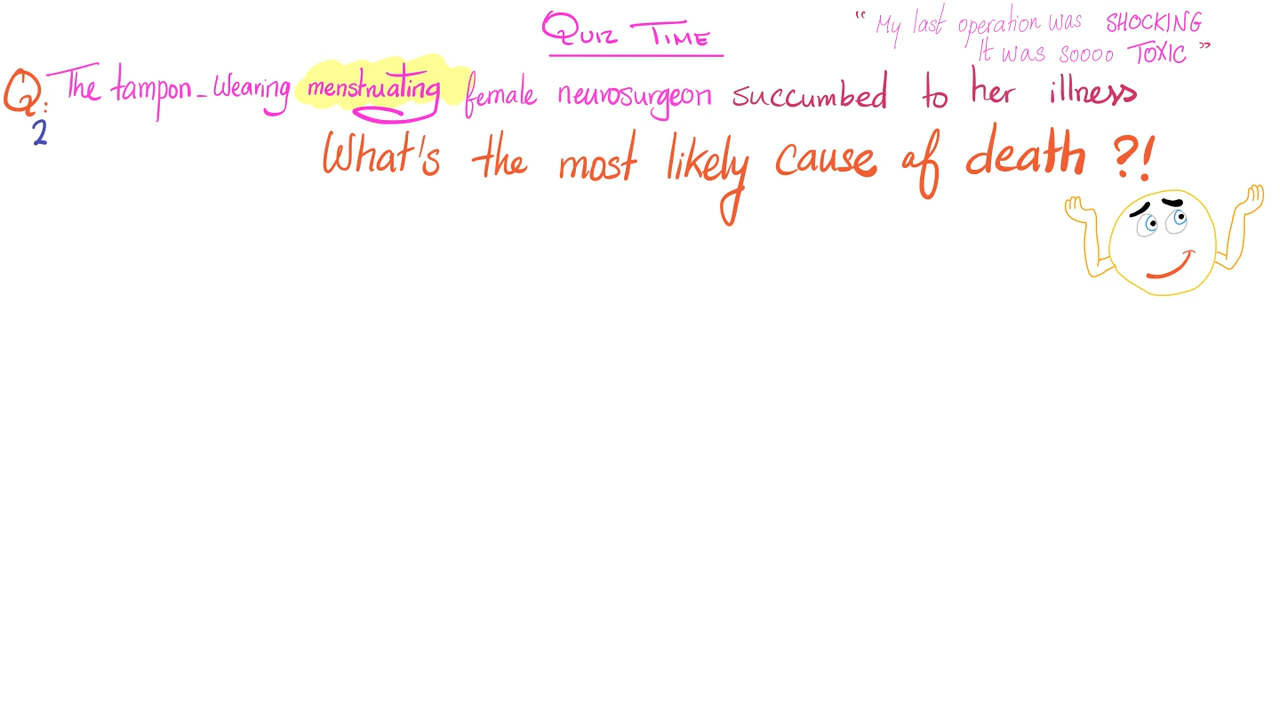 Quiz Time
" My last operation was SHOCKING
It was soooo TOXIC "
Q: The tampon-wearing menstruating female neurosurgeon succumbed to her illness
2
What's the most likely cause of death ?!